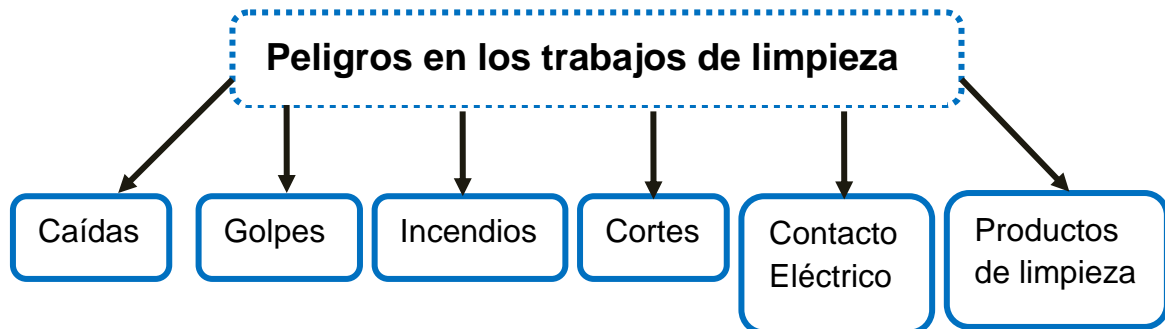 Peligros en los trabajos de limpieza
Caídas
Golpes
Incendios
Cortes
Contacto
Eléctrico
Productos
de limpieza